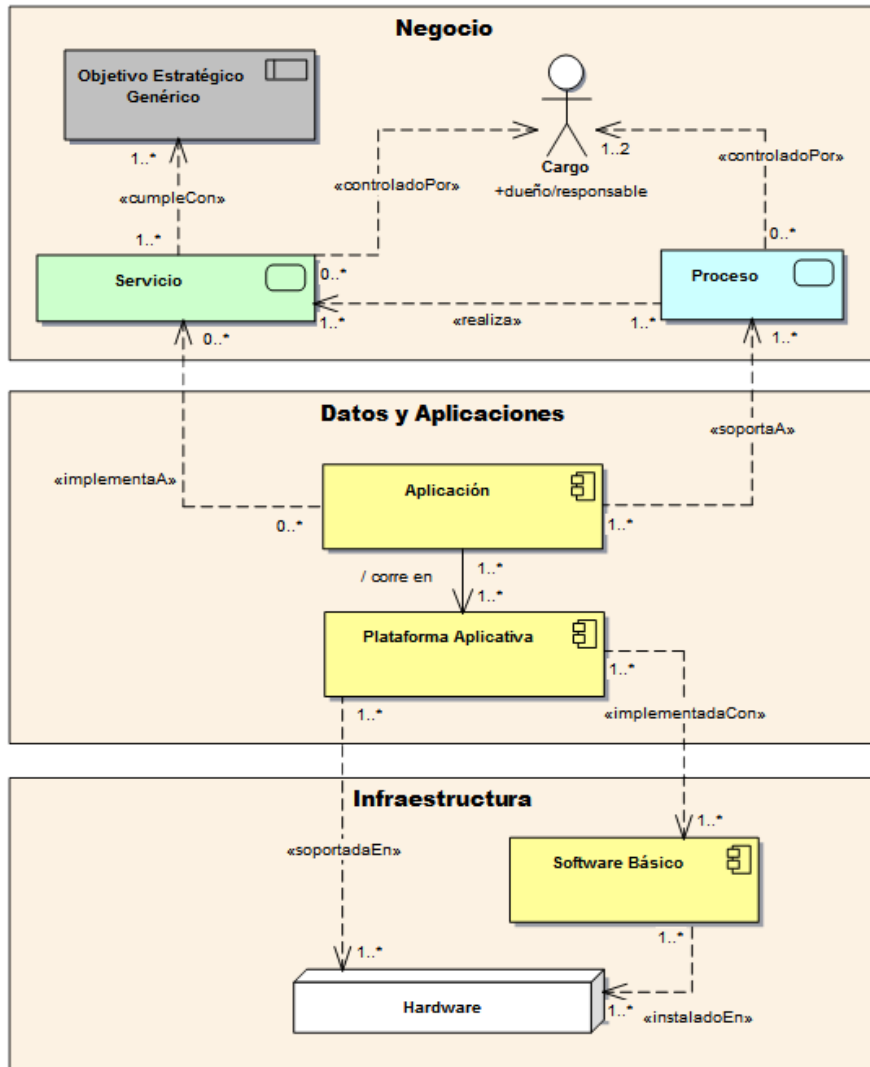 Negocio
Objetivo Estratégico
Genérico
1..*
«cumpleCon»
1..*
«controladoPor»
1..2
Cargo
+dueño/responsable
«controladoPor»
0..*
Servicio
0..*
1..*
«realiza»
1..*
Proceso
0..*
1..*
Datos y Aplicaciones
«implementaA»
0..*
Aplicación
1..*
«soportaA»
/ corre en
1..*
1..*
Plataforma Aplicativa
1..*
1..*
«implementadaCon»
Infraestructura
«soportadaEn»
1..*
1..*
Software Básico
1..*
Hardware
1..*
«instaladoEn»